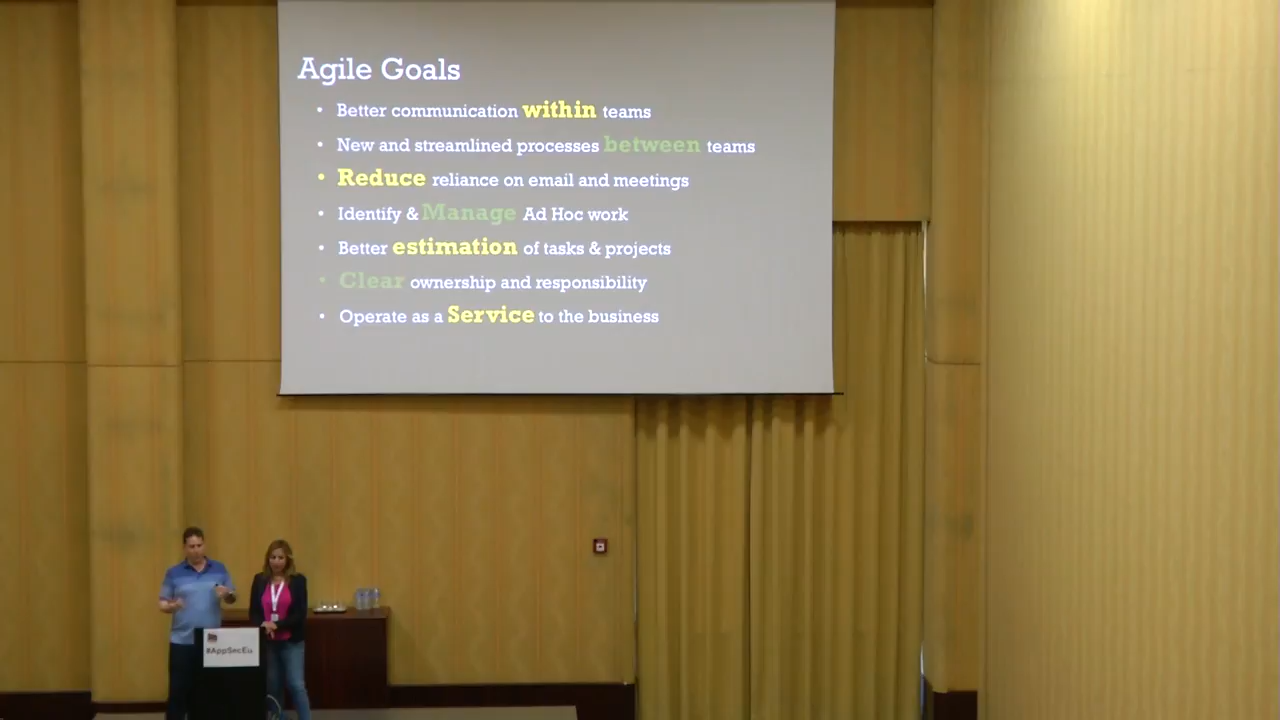 Agile Goals
• Better communication within teams
• New and streamlined processes between teams
• Reduce reliance on email and meetings
• Identify & Manage Ad Hoc work
• Better estimation of tasks & projects
• Clear ownership and responsibility
• Operate as a Service to the business
#AppSecEu